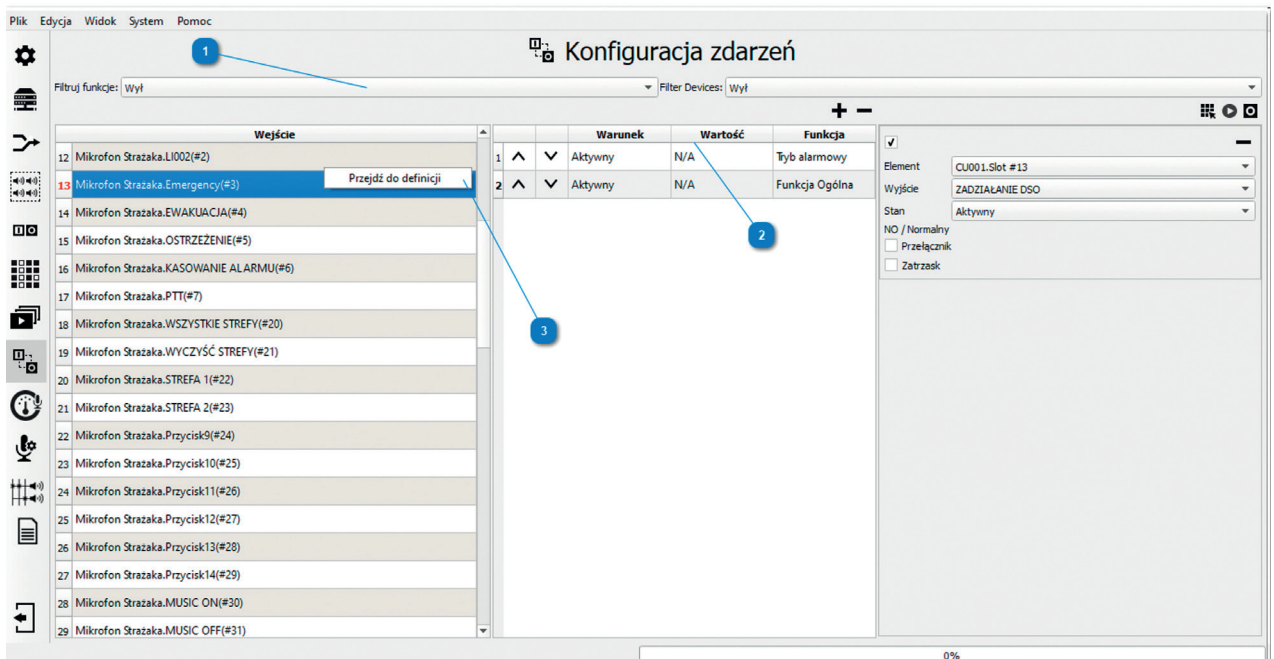 Plik Edycja Widok System Pomoc
1
Konfiguracja zdarzeń
Filtruj funkcje: Wył
Filter Devices: Wył
Wejście
12 Mikrofon Strażaka.LI002(#2)
13 Mikrofon Strażaka.Emergency(#3)
Przejdź do definicji
14 Mikrofon Strażaka.EWAKUACJA(#4)
15 Mikrofon Strażaka.OSTRZEŻENIE(#5)
16 Mikrofon Strażaka.KASOWANIE ALARMU(#6)
17 Mikrofon Strażaka.PTT(#7)
18 Mikrofon Strażaka.WSZYSTKIE STREFY(#20)
19 Mikrofon Strażaka.WYCZYŚĆ STREFY(#21)
20 Mikrofon Strażaka.STREFA 1(#22)
21 Mikrofon Strażaka.STREFA 2(#23)
22 Mikrofon Strażaka.Przycisk9(#24)
23 Mikrofon Strażaka.Przycisk10(#25)
24 Mikrofon Strażaka.Przycisk11(#26)
25 Mikrofon Strażaka.Przycisk12(#27)
26 Mikrofon Strażaka.Przycisk13(#28)
27 Mikrofon Strażaka.Przycisk14(#29)
28 Mikrofon Strażaka.MUSIC ON(#30)
29 Mikrofon Strażaka.MUSIC OFF(#31)
Warunek Wartość Funkcja
1 Aktywny N/A Tryb alarmowy
2 Aktywny N/A Funkcja Ogólna
2
3
Element CU001.Slot #13
Wyjście ZADZIAŁANIE DSO
Stan Aktywny
NO / Normalny
Przełącznik
Zatrzask
0%